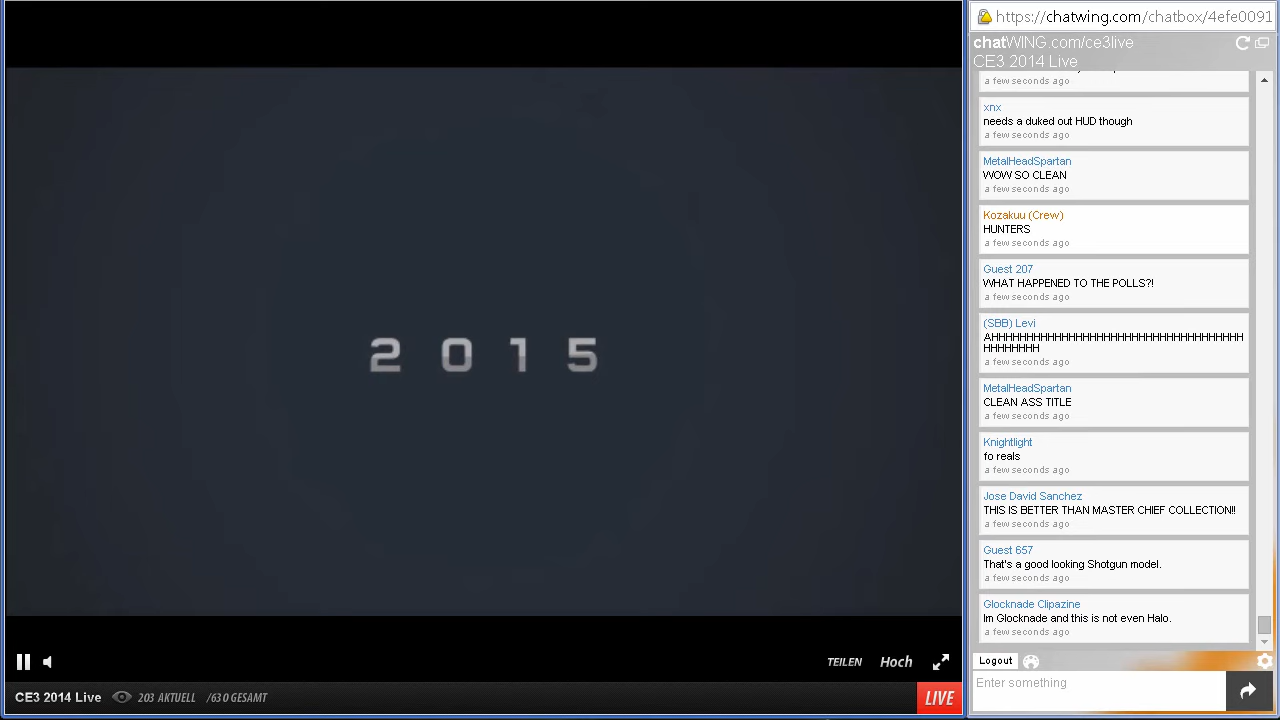 2015
TEILEN
Hoch
CE3 2014 Live
203 AKTUELL
/630 GESAMT
LIVE
https://chatwing.com/chatbox/4efe0091
chatWING.com/ce3live
CE3 2014 Live
a few seconds ago
xnx
needs a duked out HUD though
a few seconds ago
MetalHeadSpartan
WOW SO CLEAN
a few seconds ago
Kozakuu (Crew)
HUNTERS
a few seconds ago
Guest 207
WHAT HAPPENED TO THE POLLS?!
a few seconds ago
(SBB) Levi
a few seconds ago
MetalHeadSpartan
CLEAN ASS TITLE
a few seconds ago
Knightlight
fo reals
a few seconds ago
Jose David Sanchez
THIS IS BETTER THAN MASTER CHIEF COLLECTION!!
a few seconds ago
Guest 657
That's a good looking Shotgun model.
a few seconds ago
Glocknade Clipazine
Im Glocknade and this is not even Halo.
a few seconds ago
Logout
Enter something